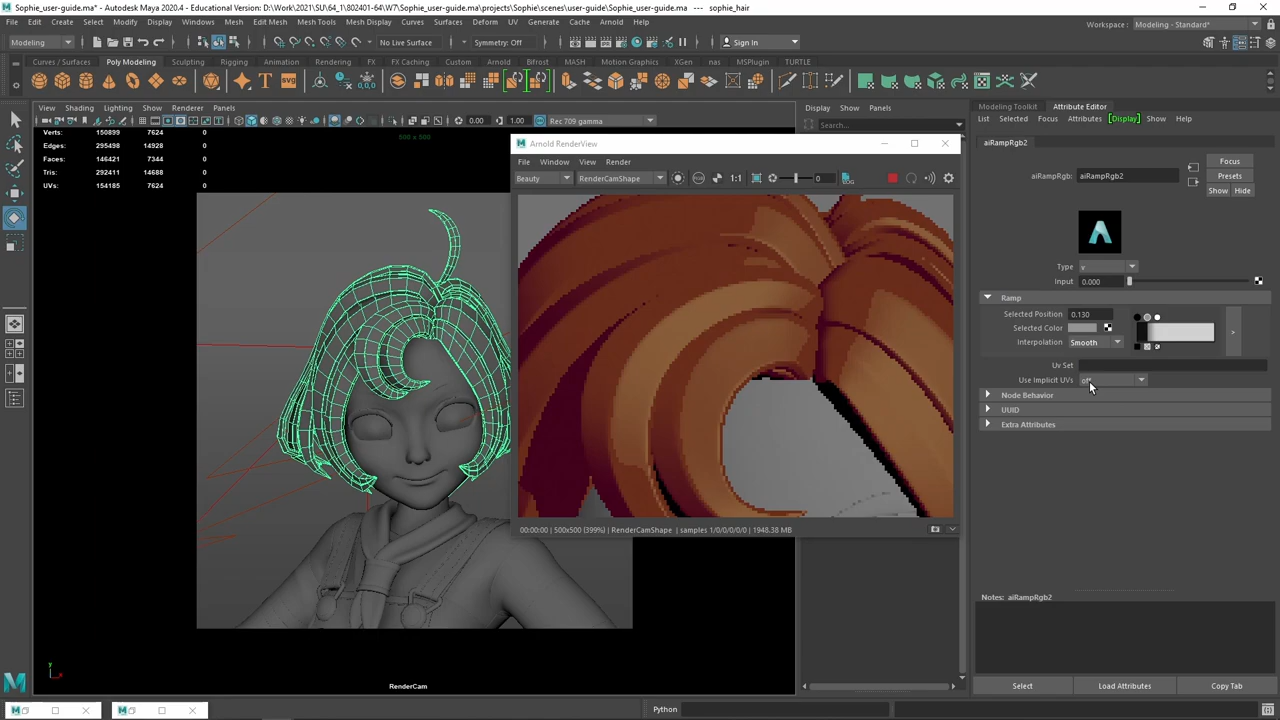 Sophie_user-guide.ma* - Autodesk Maya 2020.4 - Educational Version: D:\Work\2021\SU\64_1\802401-64\W7\Sophie_user-guide.ma\projects\Sophie\scenes\user-guide\Sophie_user-guide.ma --- sophie_hair
File Edit Create Select Modify Display Windows Mesh Edit Mesh Mesh Tools Mesh Display Curves Surfaces Deform UV Generate Cache Arnold Help
Workspace : Modeling - Standard*
Modeling
No Live Surface
Symmetry: Off
Sign In
Curves / Surfaces Poly Modeling Sculpting Rigging Animation Rendering FX FX Caching Custom Arnold Bifrost MASH Motion Graphics XGen nas MSPlugin TURTLE
SVG
View Shading Lighting Show Renderer Panels
0.00 1.00 Rec 709 gamma
Verts: 150899 7624 0
Edges: 295498 14928 0
Faces: 146421 7344 0
Tris: 292411 14688 0
UVs: 154185 7624 0
500 x 500
RenderCam
Display Show Panels
Search...
Arnold RenderView
File Window View Render
Beauty RenderCamShape 1:1 0 LOG
00:00:00 | 500x500 (399%) | RenderCamShape | samples 1/0/0/0/0/0 | 1948.38 MB
Modeling Toolkit Attribute Editor
List Selected Focus Attributes [Display] Show Help
aiRampRgb2
aiRampRgb: aiRampRgb2
Focus
Presets
Show Hide
Type v
Input 0.000
Ramp
Selected Position 0.130
Selected Color
Interpolation Smooth
>
Uv Set
Use Implicit UVs off
Node Behavior
UUID
Extra Attributes
Notes: aiRampRgb2
Select Load Attributes Copy Tab
Python